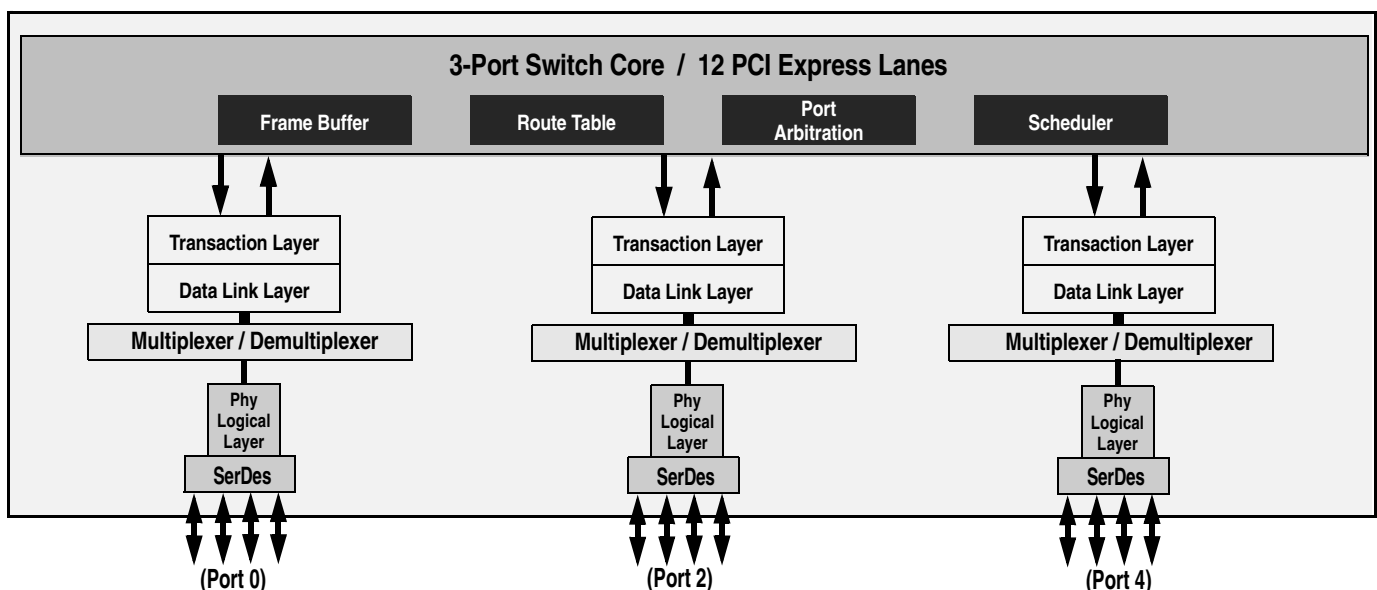 3-Port Switch Core / 12 PCI Express Lanes
Frame Buffer
Route Table
Port
Arbitration
Scheduler
Transaction Layer
Data Link Layer
Multiplexer / Demultiplexer
Phy
Logical
Layer
SerDes
(Port 0)
Transaction Layer
Data Link Layer
Multiplexer / Demultiplexer
Phy
Logical
Layer
SerDes
(Port 2)
Transaction Layer
Data Link Layer
Multiplexer / Demultiplexer
Phy
Logical
Layer
SerDes
(Port 4)